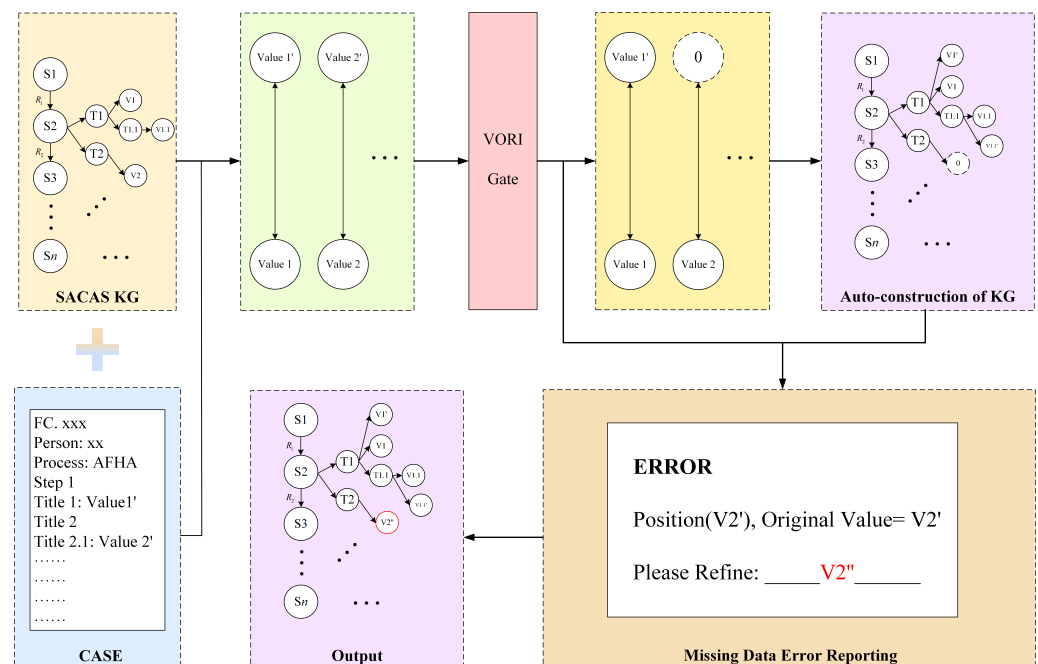 S1
R1
S2
R2
S3
Sn
T1
V1
T1.1
V1.1
T2
V2
SACAS KG
Value 1'
Value 2'
Value 1
Value 2
VORI
Gate
Value 1'
0
Value 1
Value 2
S1
R1
S2
R2
S3
Sn
T1
V1'
V1
T1.1
V1.1
V1.1'
T2
0
Auto-construction of KG
FC. xxx
Person: xx
Process: AFHA
Step 1
Title 1: Value1'
Title 2
Title 2.1: Value 2'
......
......
......
......
CASE
S1
R1
S2
R2
S3
Sn
T1
V1'
V1
T1.1
V1.1
V1.1'
T2
V2"
Output
ERROR
Position(V2'), Original Value= V2'
Please Refine: _____V2"______
Missing Data Error Reporting